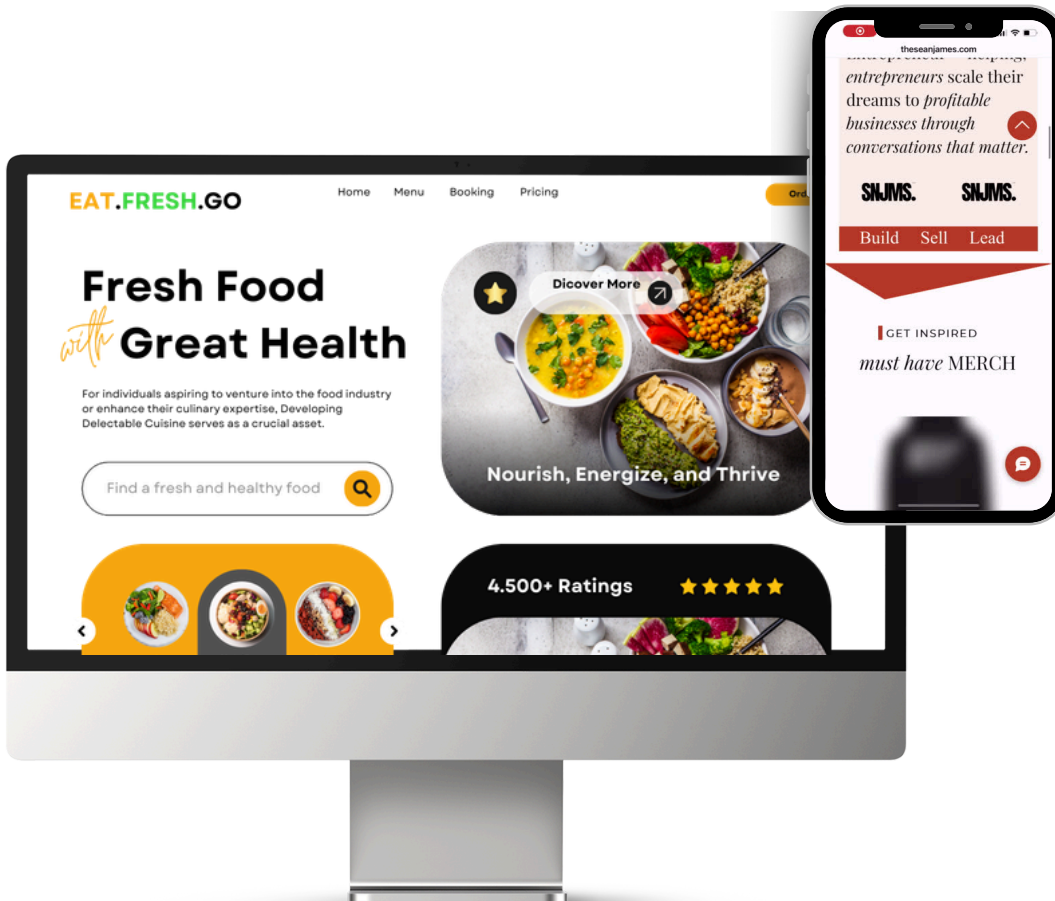 EAT.FRESH.GO
Home Menu Booking Pricing
Fresh Food
with Great Health
For individuals aspiring to venture into the food industry
or enhance their culinary expertise, Developing
Delectable Cuisine serves as a crucial asset.
Find a fresh and healthy food
Dicover More
Nourish, Energize, and Thrive
4.500+ Ratings
theseanjames.com
entrepreneurs scale their
dreams to profitable
businesses through
conversations that matter.
SNJMS. SNJMS.
Build Sell Lead
GET INSPIRED
must have MERCH